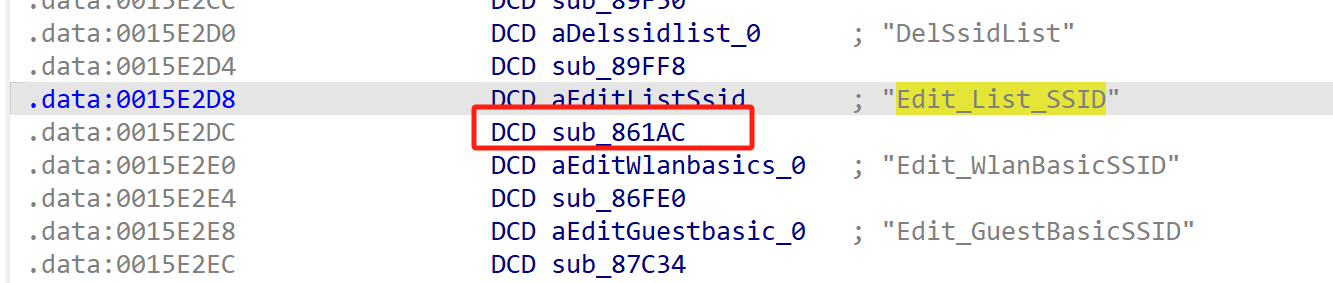 .data:0015E2CC DCD sub_89F50
.data:0015E2D0 DCD aDelssidlist_0 ; "DelSsidList"
.data:0015E2D4 DCD sub_89FF8
.data:0015E2D8 DCD aEditListSsid ; "Edit_List_SSID"
.data:0015E2DC DCD sub_861AC
.data:0015E2E0 DCD aEditWlanbasics_0 ; "Edit_WlanBasicSSID"
.data:0015E2E4 DCD sub_86FE0
.data:0015E2E8 DCD aEditGuestbasic_0 ; "Edit_GuestBasicSSID"
.data:0015E2EC DCD sub_87C34